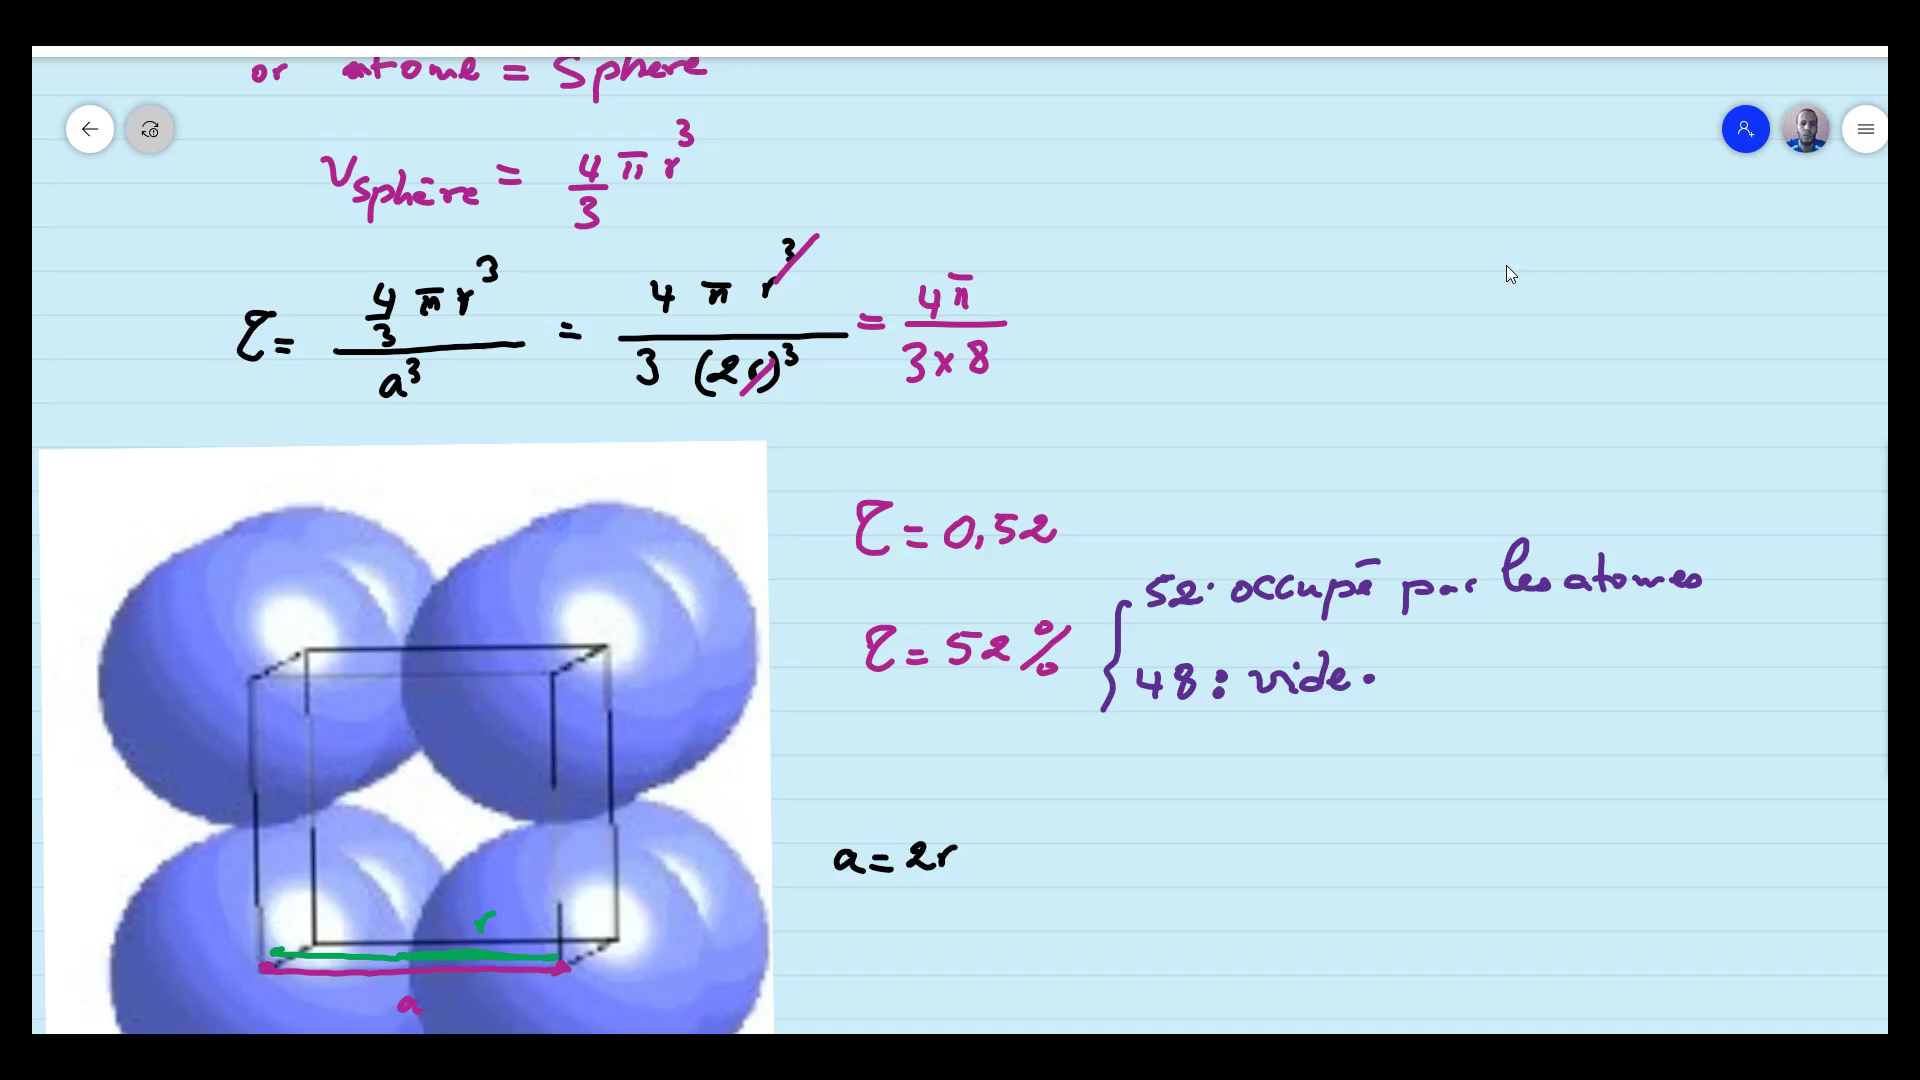 or atome = Sphere
V sphère = 4/3 π r³
τ = (4/3 π r³)/a³ = (4 π r³)/(3 (2r)³) = 4π/(3×8)
τ = 0,52
52. occupé par les atomes
τ = 52 %
48 : vide.
a = 2r
r
a